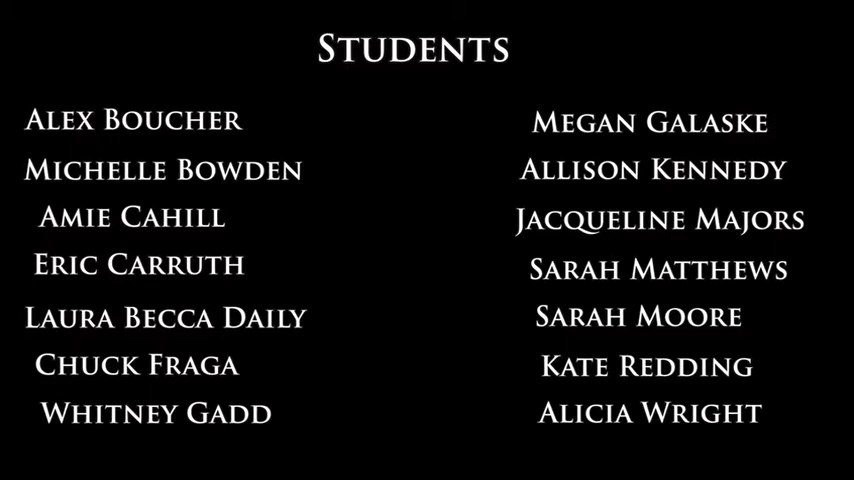 Students
Alex Boucher
Michelle Bowden
Amie Cahill
Eric Carruth
Laura Becca Daily
Chuck Fraga
Whitney Gadd
Megan Galaske
Allison Kennedy
Jacqueline Majors
Sarah Matthews
Sarah Moore
Kate Redding
Alicia Wright